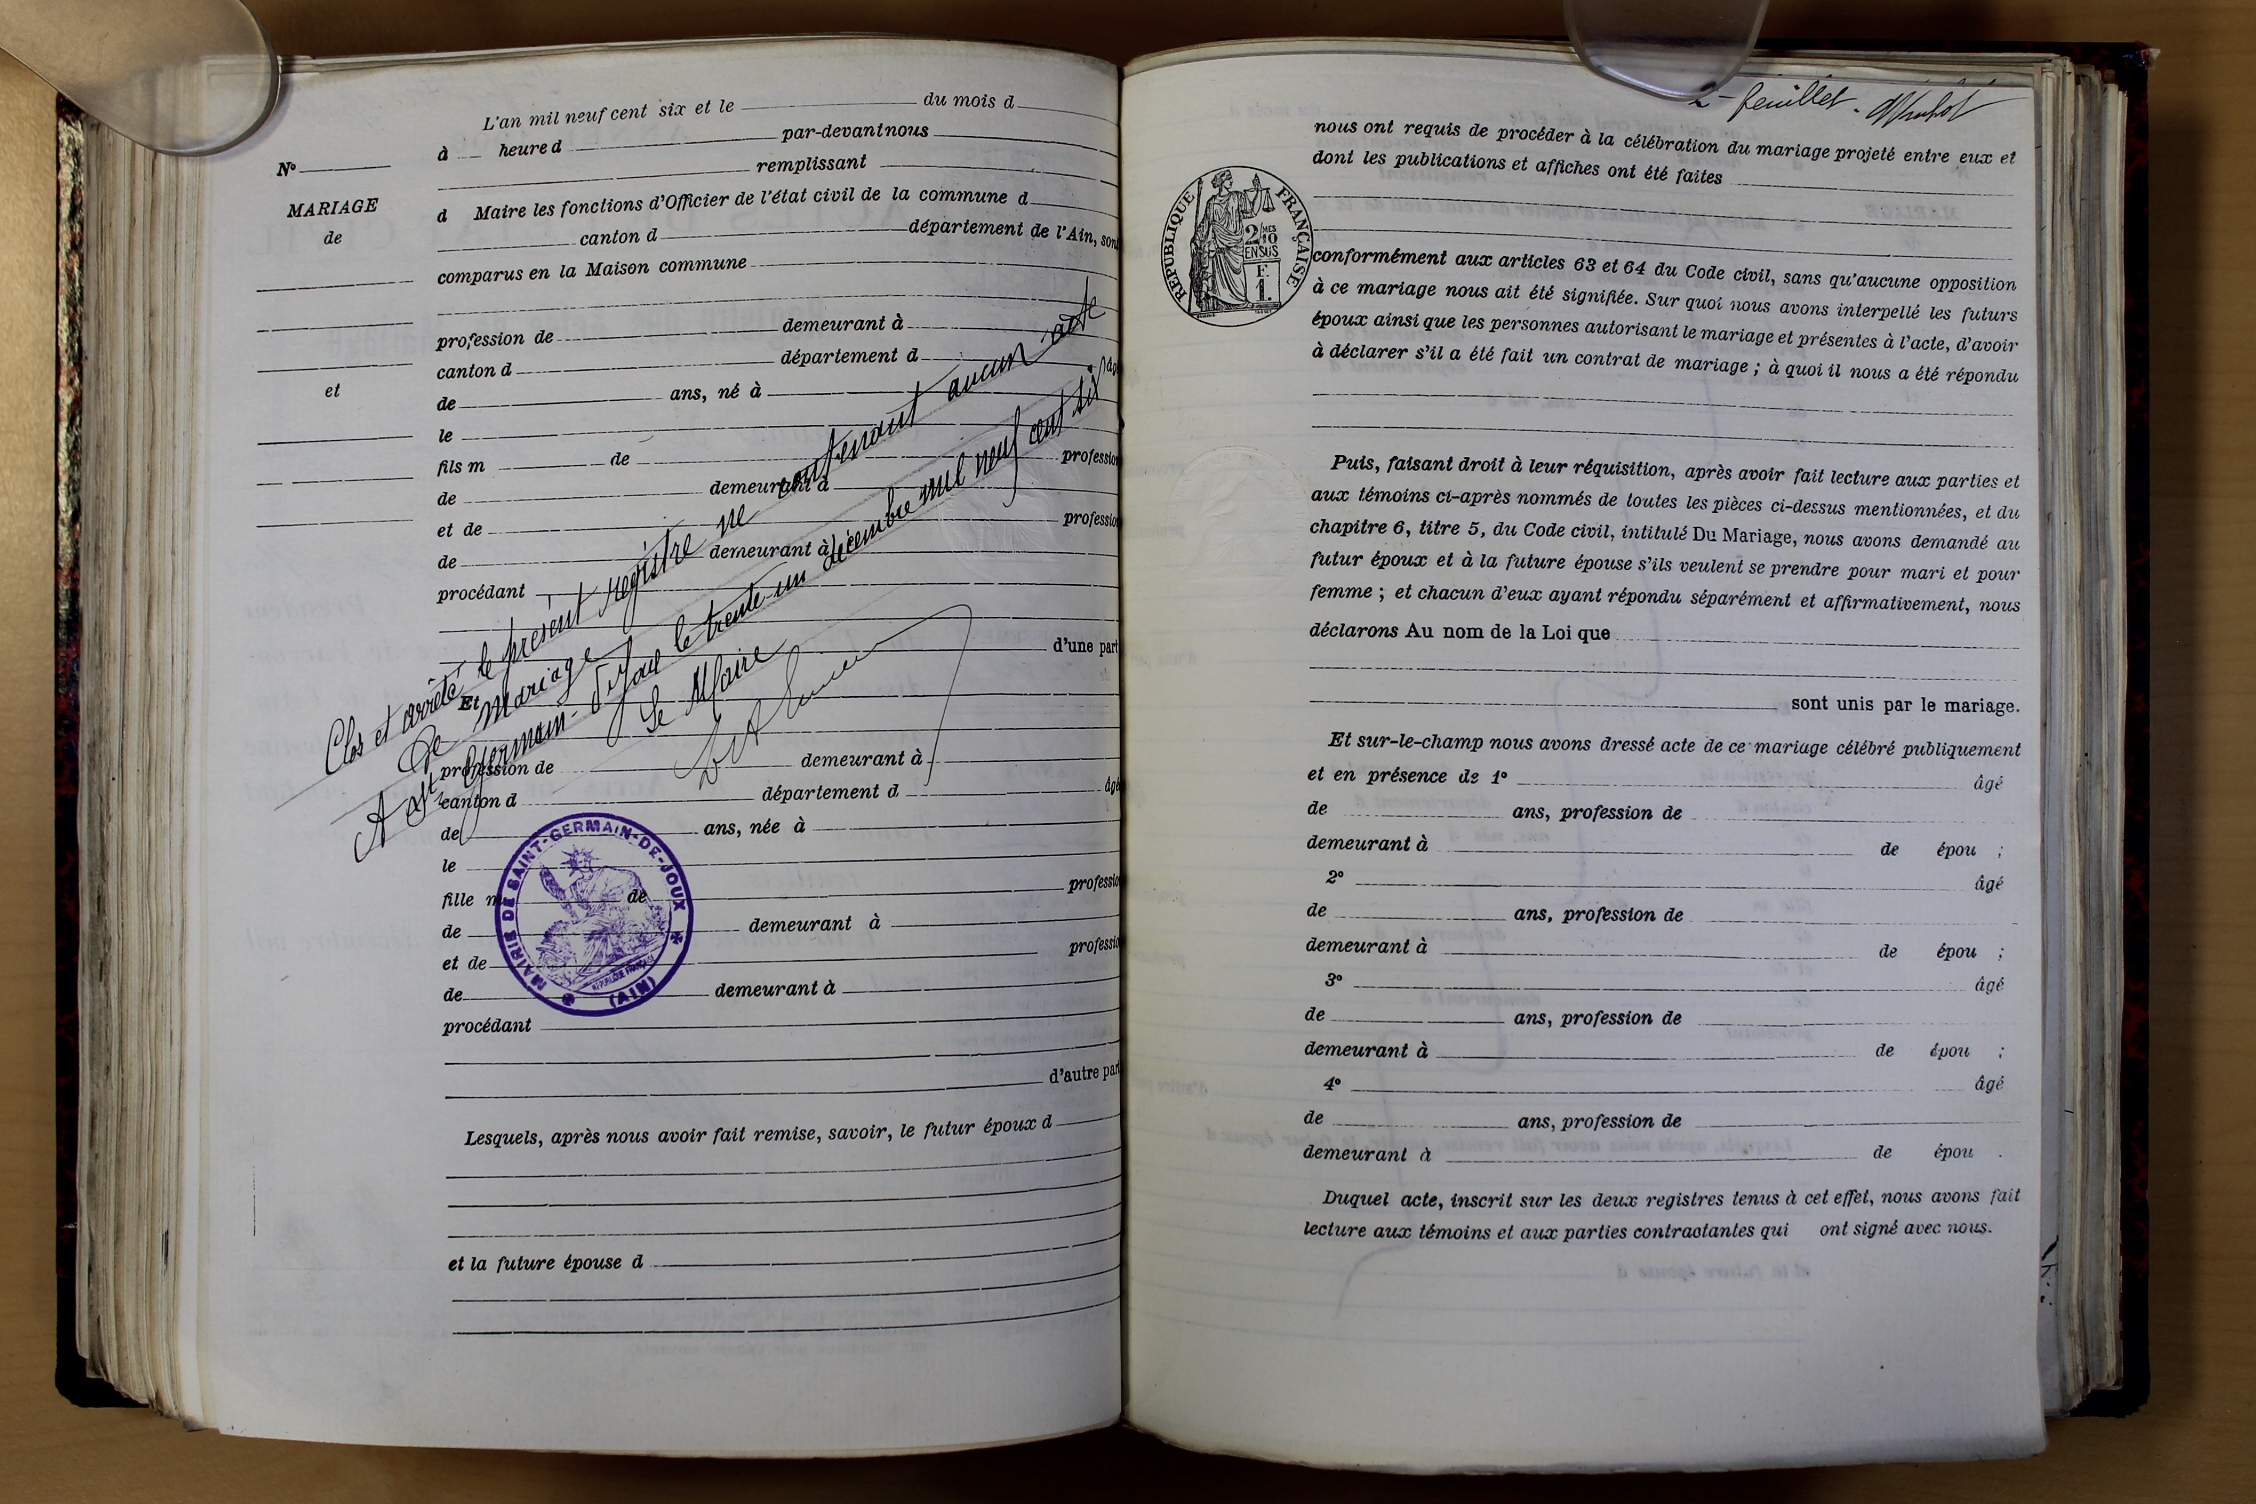 L'an mil neuf cent six et le du mois d
à heure d par-devant nous
N° remplissant
MARIAGE
de
d Maire les fonctions d'Officier de l'état civil de la commune d
canton d département de l'Ain, sont
comparus en la Maison commune
profession de demeurant à
canton d département d âgé
et
de ans, né à
le
fils m de profession
de demeurant à
et de profession
de demeurant à
procédant
d'une part
Et
profession de demeurant à
canton d département d âgé
de ans, née à
le
fille m de profession
de demeurant à
et de profession
de demeurant à
procédant
d'autre part
Lesquels, après nous avoir fait remise, savoir, le futur époux d
et la future épouse d
Clos et arrêté le présent registre ne contenant aucun acte
de mariage
A St Germain-d-Joux le trente-un décembre mil neuf cent six
Le Maire
MAIRIE DE SAINT-GERMAIN-DE-JOUX
RÉPUBLIQUE FRANÇAISE
(AIN)
2e feuillet.
RÉPUBLIQUE FRANÇAISE
2/10 MES
EN SUS
F.
1.
nous ont requis de procéder à la célébration du mariage projeté entre eux et
dont les publications et affiches ont été faites
conformément aux articles 63 et 64 du Code civil, sans qu'aucune opposition
à ce mariage nous ait été signifiée. Sur quoi nous avons interpellé les futurs
époux ainsi que les personnes autorisant le mariage et présentes à l'acte, d'avoir
à déclarer s'il a été fait un contrat de mariage ; à quoi il nous a été répondu
Puis, faisant droit à leur réquisition, après avoir fait lecture aux parties et
aux témoins ci-après nommés de toutes les pièces ci-dessus mentionnées, et du
chapitre 6, titre 5, du Code civil, intitulé Du Mariage, nous avons demandé au
futur époux et à la future épouse s'ils veulent se prendre pour mari et pour
femme ; et chacun d'eux ayant répondu séparément et affirmativement, nous
déclarons Au nom de la Loi que
sont unis par le mariage.
Et sur-le-champ nous avons dressé acte de ce mariage célébré publiquement
et en présence de 1° âgé
de ans, profession de
demeurant à de épou ;
2° âgé
de ans, profession de
demeurant à de épou ;
3° âgé
de ans, profession de
demeurant à de épou ;
4° âgé
de ans, profession de
demeurant à de épou .
Duquel acte, inscrit sur les deux registres tenus à cet effet, nous avons fait
lecture aux témoins et aux parties contractantes qui ont signé avec nous.